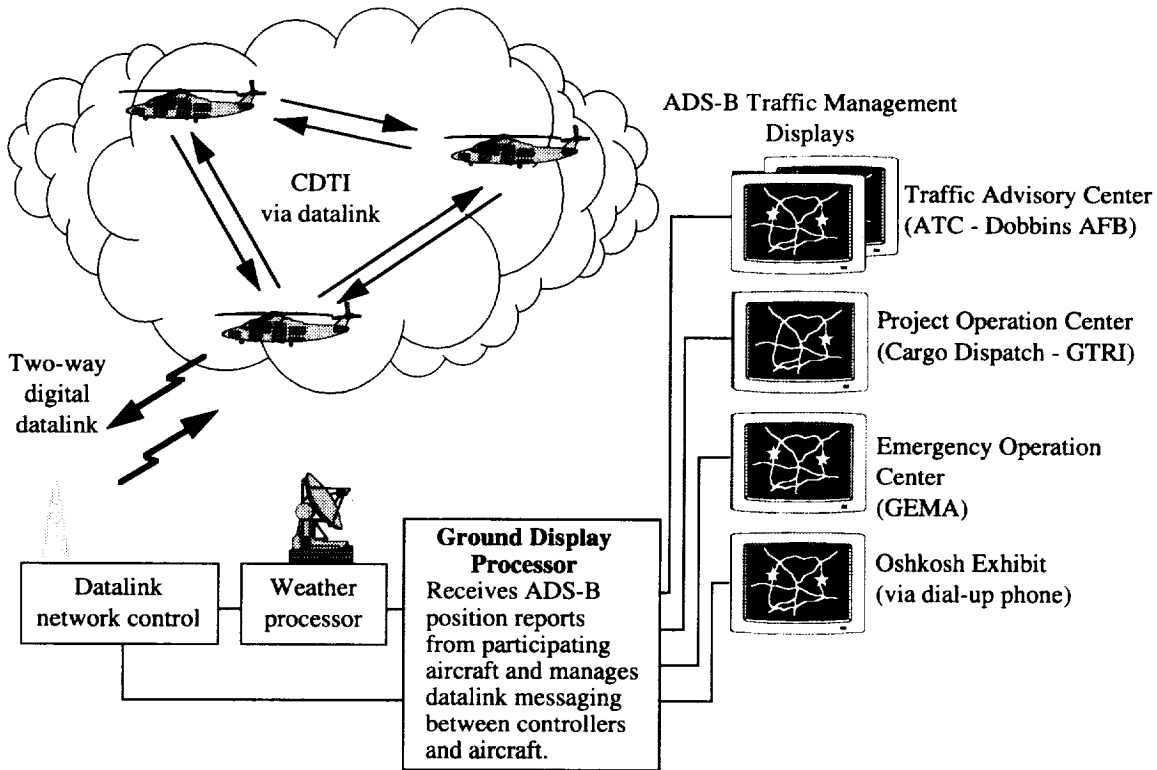 CDTI
via datalink
Two-way
digital
datalink
Datalink
network control
Weather
processor
Ground Display
Processor
Receives ADS-B
position reports
from participating
aircraft and manages
datalink messaging
between controllers
and aircraft.
ADS-B Traffic Management
Displays
Traffic Advisory Center
(ATC - Dobbins AFB)
Project Operation Center
(Cargo Dispatch - GTRI)
Emergency Operation
Center
(GEMA)
Oshkosh Exhibit
(via dial-up phone)